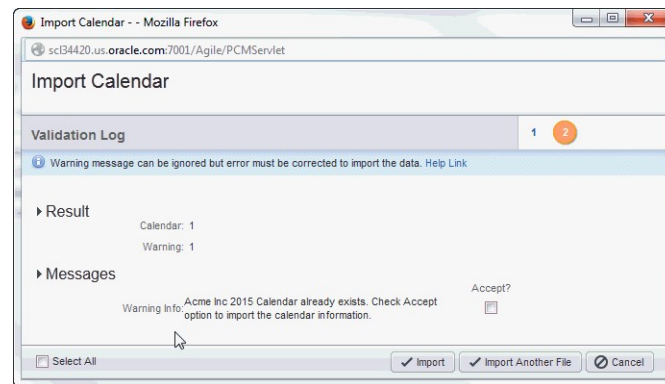 Import Calendar - - Mozilla Firefox
scl34420.us.oracle.com:7001/Agile/PCMServlet
Import Calendar
Validation Log
1 2
Warning message can be ignored but error must be corrected to import the data. Help Link
Result
Calendar: 1
Warning: 1
Messages
Accept?
Warning Info: Acme Inc 2015 Calendar already exists. Check Accept
option to import the calendar information.
Select All
Import Import Another File Cancel